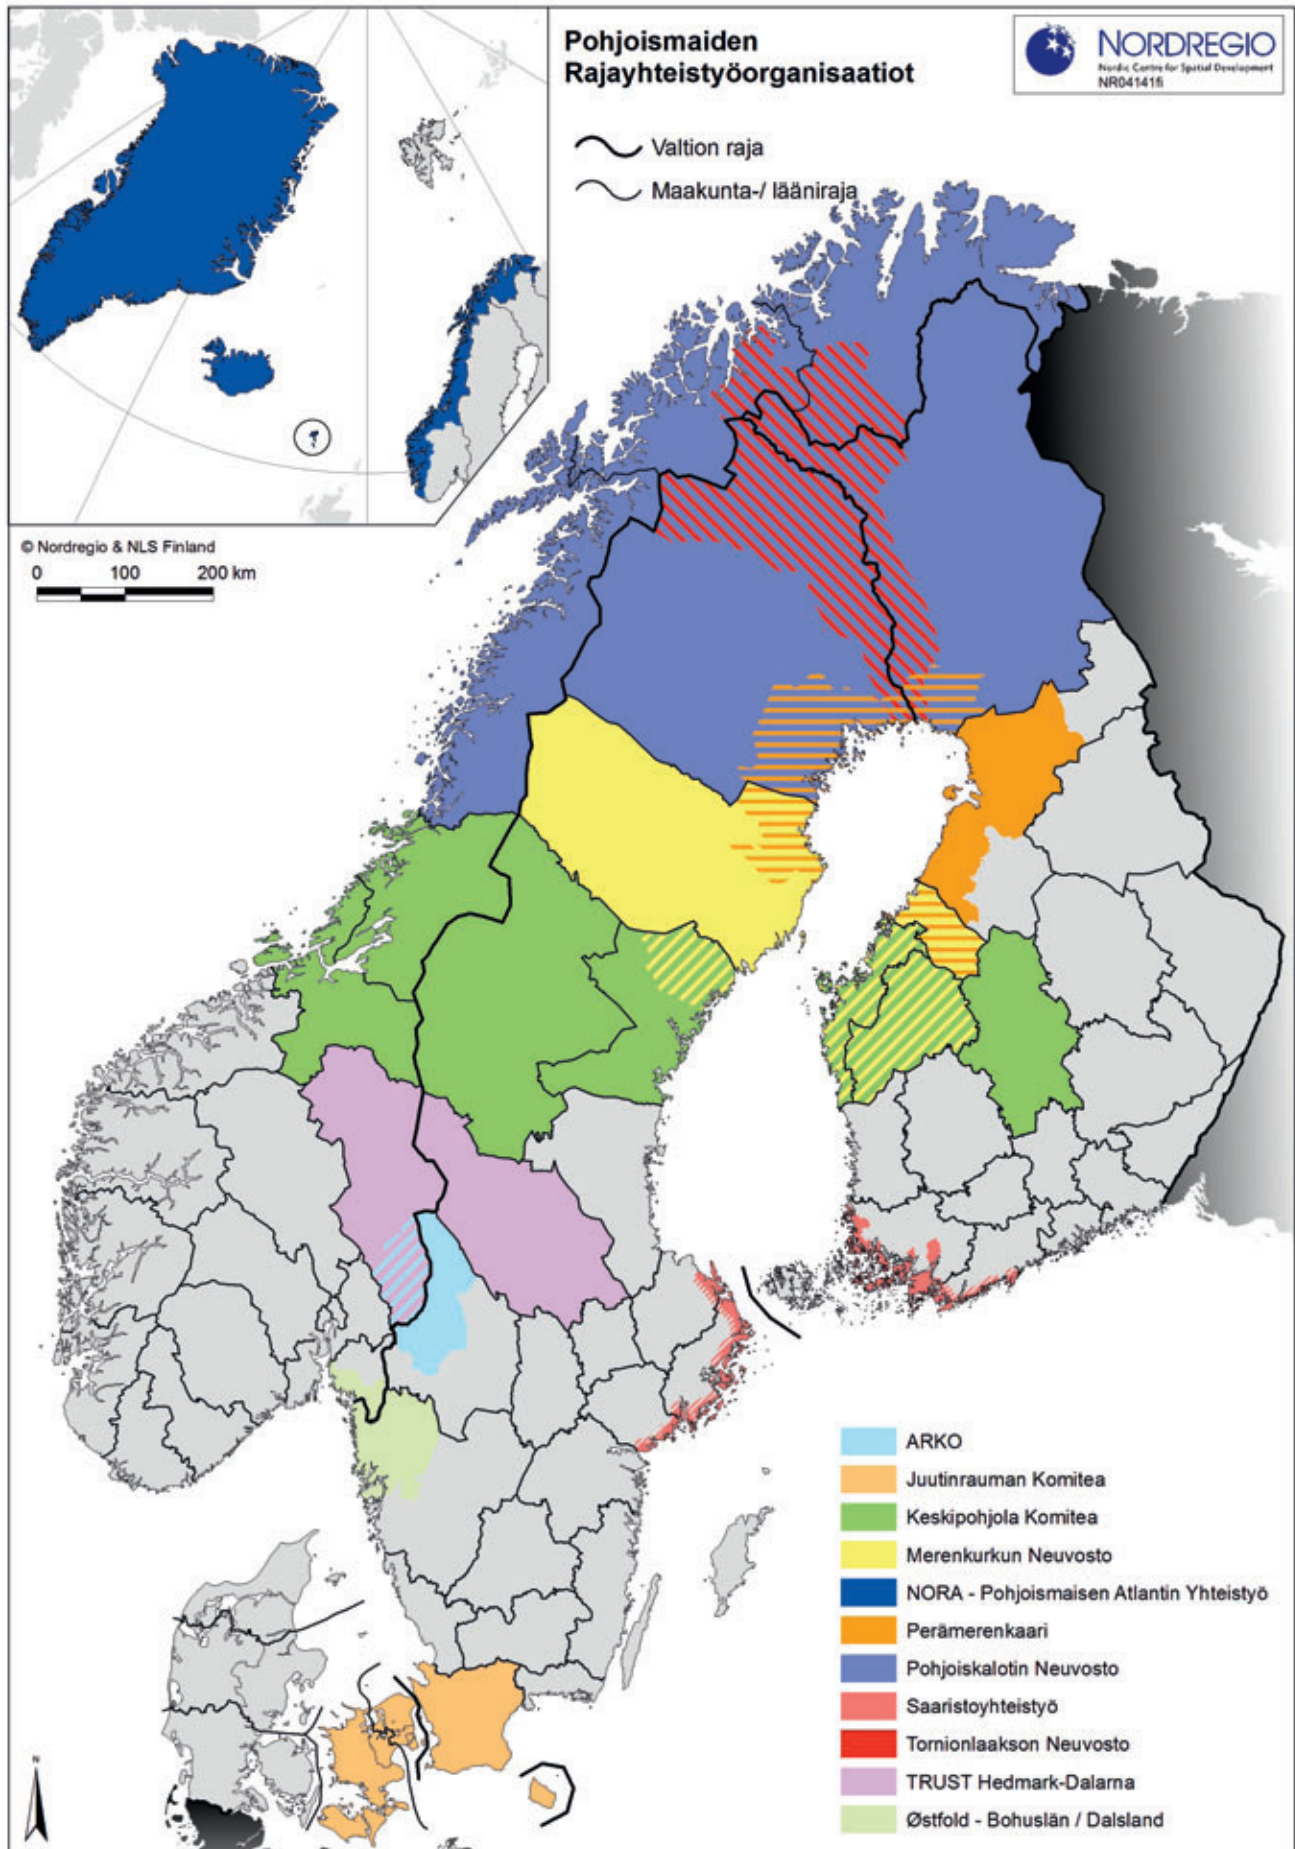 Pohjoismaiden
Rajayhteistyöorganisaatiot
NORDREGIO
Nordic Centre for Spatial Development
NR041416
Valtion raja
Maakunta-/ lääniraja
© Nordregio & NLS Finland
0 100 200 km
ARKO
Juutinrauman Komitea
Keskipohjola Komitea
Merenkurkun Neuvosto
NORA - Pohjoismaisen Atlantin Yhteistyö
Perämerenkaari
Pohjoiskalotin Neuvosto
Saaristoyhteistyö
Tornionlaakson Neuvosto
TRUST Hedmark-Dalarna
Østfold - Bohuslän / Dalsland
N